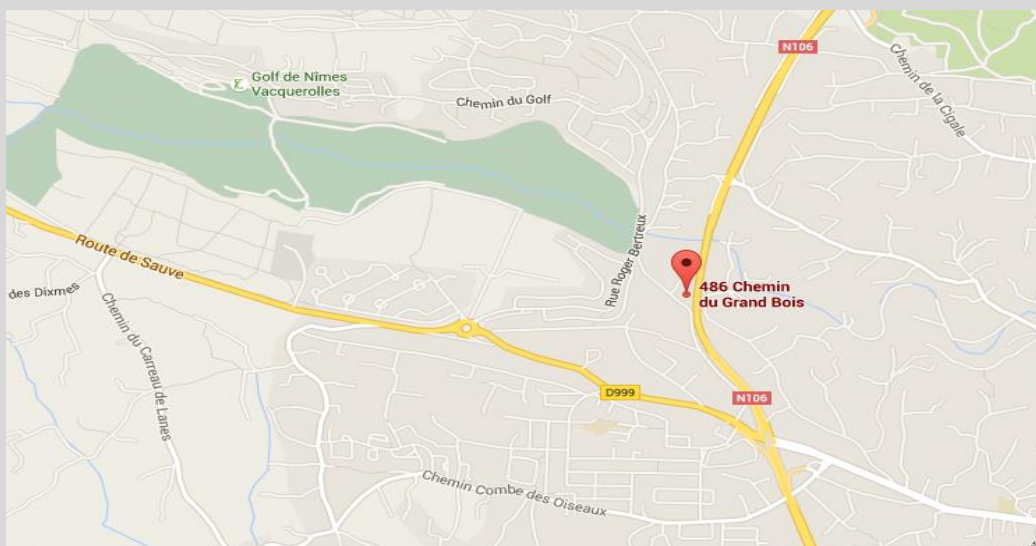 N106
Chemin de la Cigale
Golf de Nîmes
Vacquerolles
Chemin du Golf
Rue Roger Bertreux
Route de Sauve
486 Chemin
du Grand Bois
des Dixmes
Chemin du Carreau de Lanes
D999
N106
Chemin Combe des Oiseaux